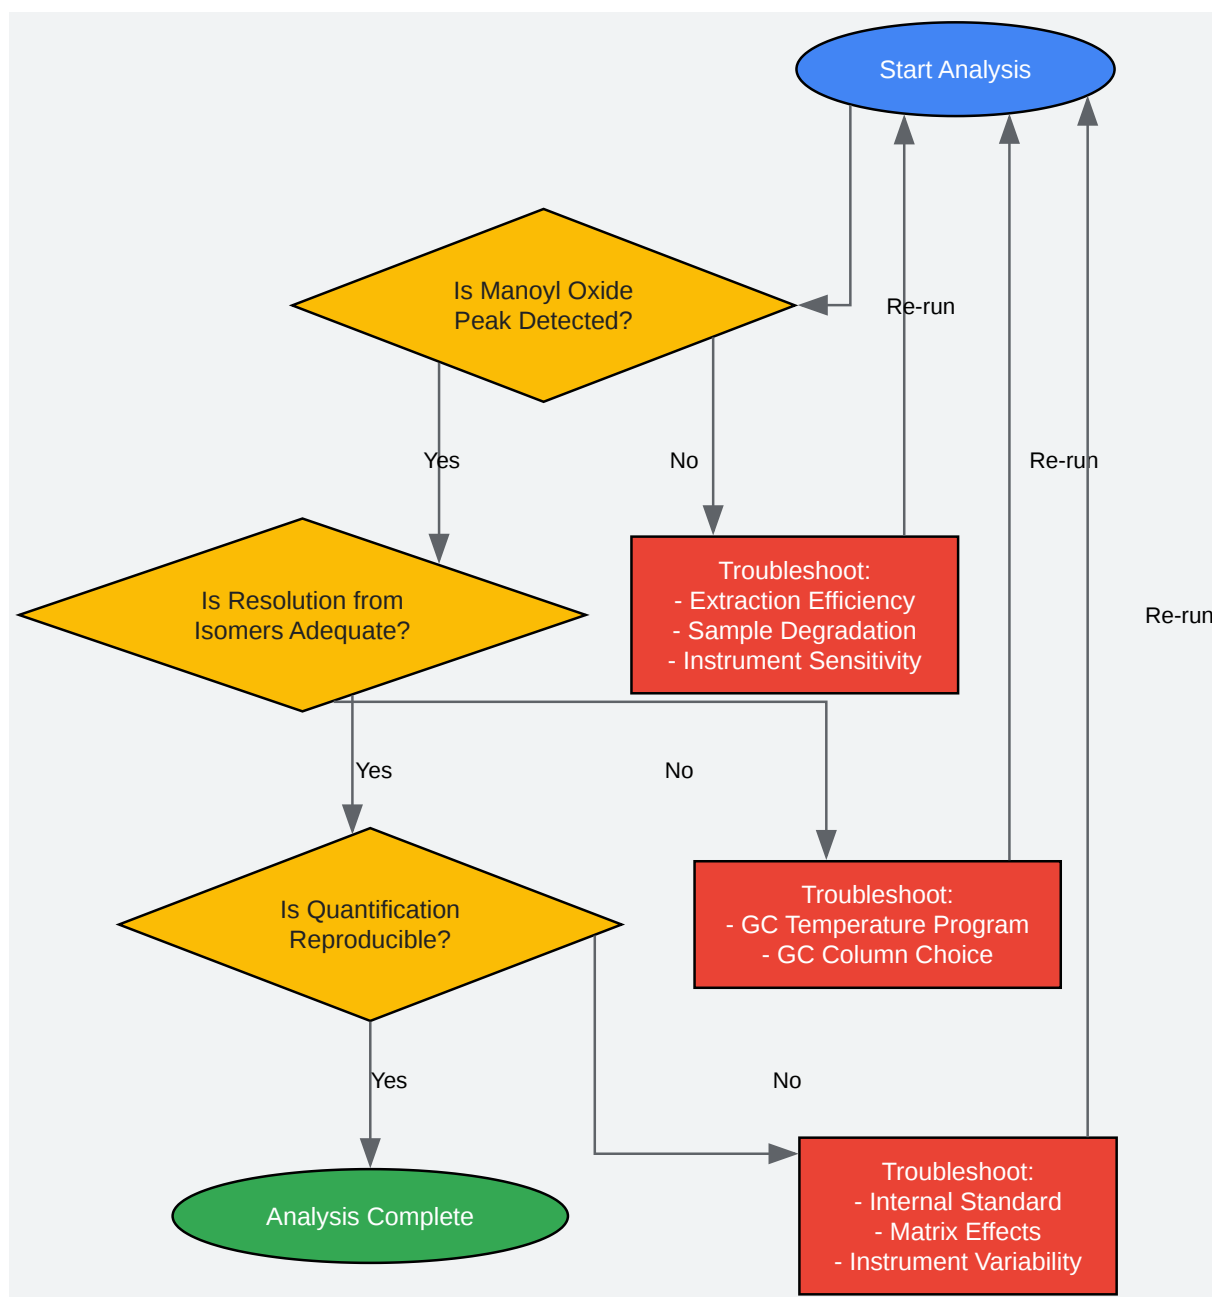 Start Analysis
Is Manoyl Oxide
Peak Detected?
Re-run
Yes
No
Re-run
Is Resolution from
Isomers Adequate?
Troubleshoot:
- Extraction Efficiency
- Sample Degradation
- Instrument Sensitivity
Re-run
Yes
No
Is Quantification
Reproducible?
Troubleshoot:
- GC Temperature Program
- GC Column Choice
Yes
No
Analysis Complete
Troubleshoot:
- Internal Standard
- Matrix Effects
- Instrument Variability